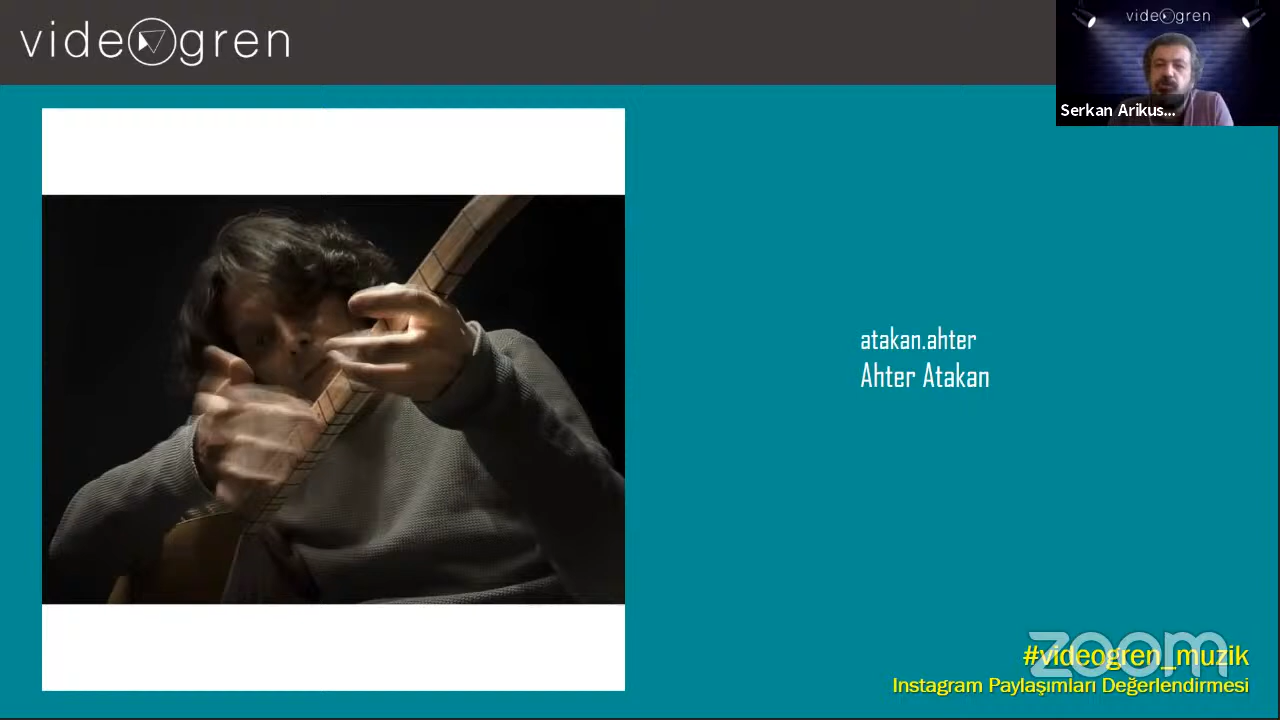 videogren
videogren
Serkan Arikus...
atakan.ahter
Ahter Atakan
zoom
#videogren_muzik
Instagram Paylaşımları Değerlendirmesi